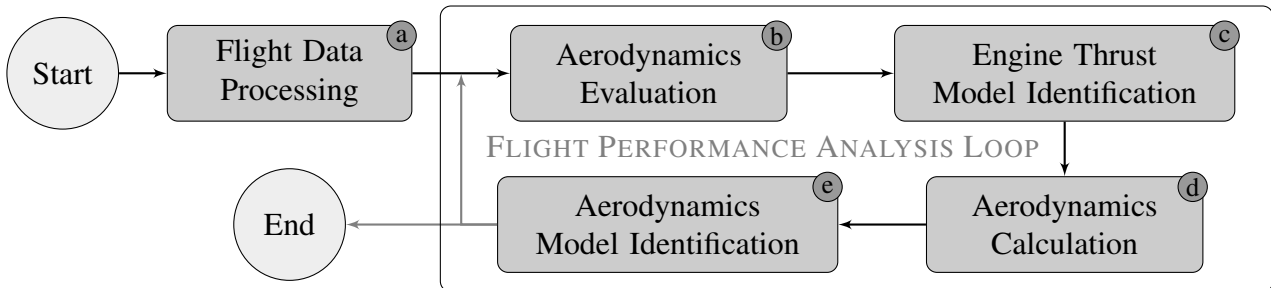 Start
Flight Data
Processing
a
Aerodynamics
Evaluation
b
Engine Thrust
Model Identification
c
FLIGHT PERFORMANCE ANALYSIS LOOP
End
Aerodynamics
Model Identification
e
Aerodynamics
Calculation
d